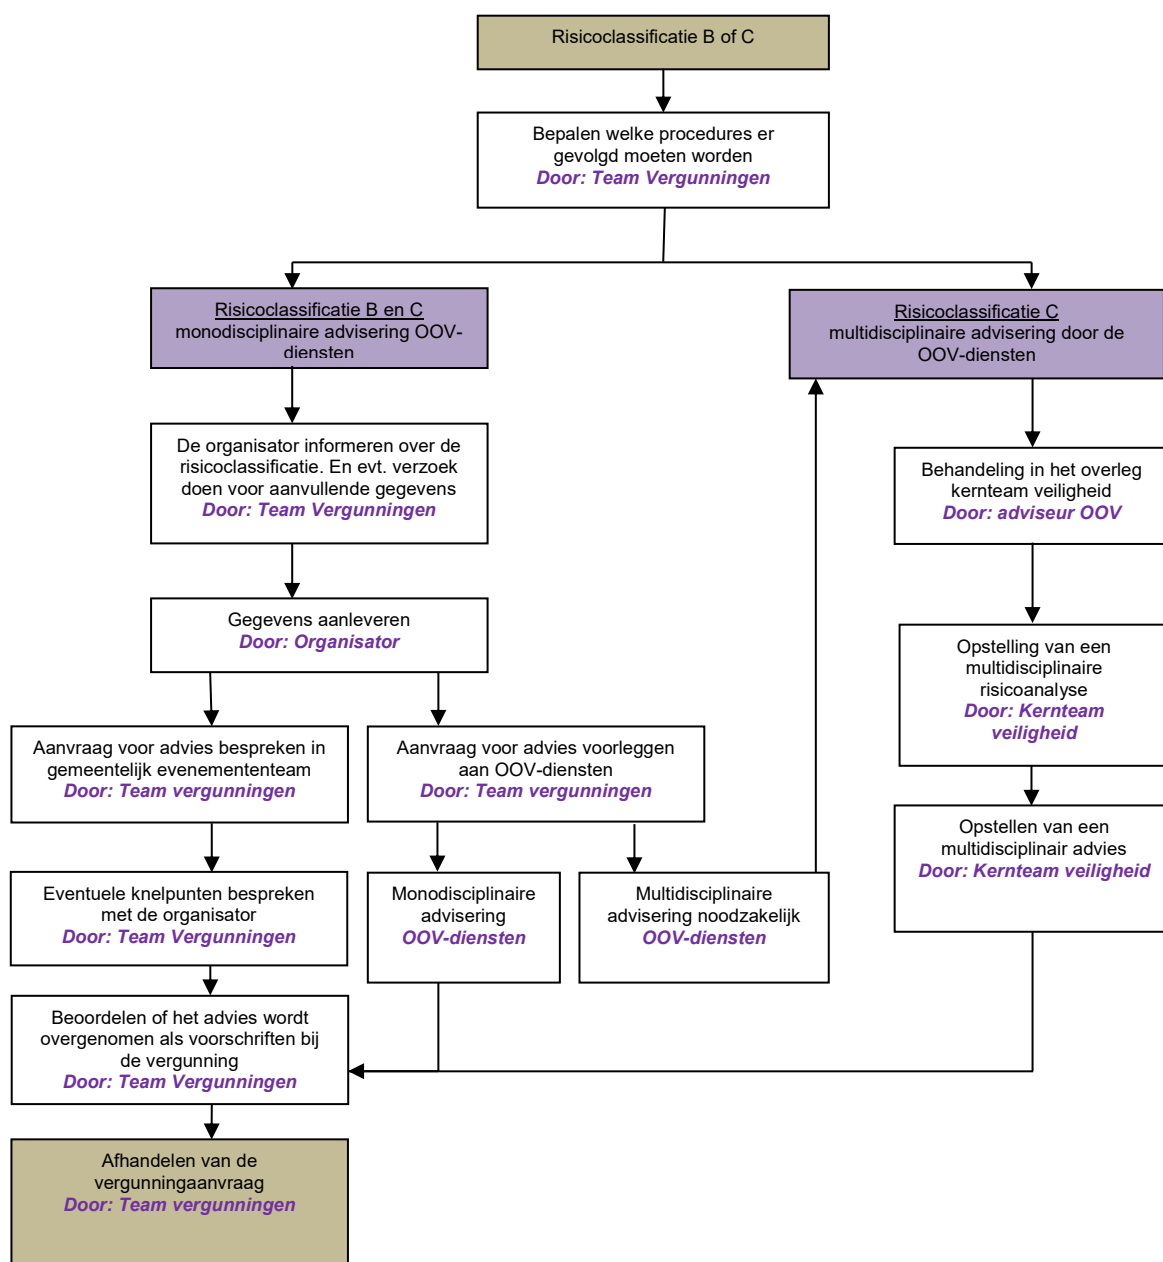 Risicoclassificatie B of C
Bepalen welke procedures er
gevolgd moeten worden
Door: Team Vergunningen
Risicoclassificatie B en C
monodisciplinaire advisering OOV-
diensten
Risicoclassificatie C
multidisciplinaire advisering door de
OOV-diensten
De organisator informeren over de
risicoclassificatie. En evt. verzoek
doen voor aanvullende gegevens
Door: Team Vergunningen
Behandeling in het overleg
kernteam veiligheid
Door: adviseur OOV
Gegevens aanleveren
Door: Organisator
Opstelling van een
multidisciplinaire
risicoanalyse
Door: Kernteam
veiligheid
Aanvraag voor advies bespreken in
gemeentelijk evenemententeam
Door: Team vergunningen
Aanvraag voor advies voorleggen
aan OOV-diensten
Door: Team vergunningen
Opstellen van een
multidisciplinair advies
Door: Kernteam veiligheid
Eventuele knelpunten bespreken
met de organisator
Door: Team Vergunningen
Monodisciplinaire
advisering
OOV-diensten
Multidisciplinaire
advisering noodzakelijk
OOV-diensten
Beoordelen of het advies wordt
overgenomen als voorschriften bij
de vergunning
Door: Team Vergunningen
Afhandelen van de
vergunningaanvraag
Door: Team vergunningen